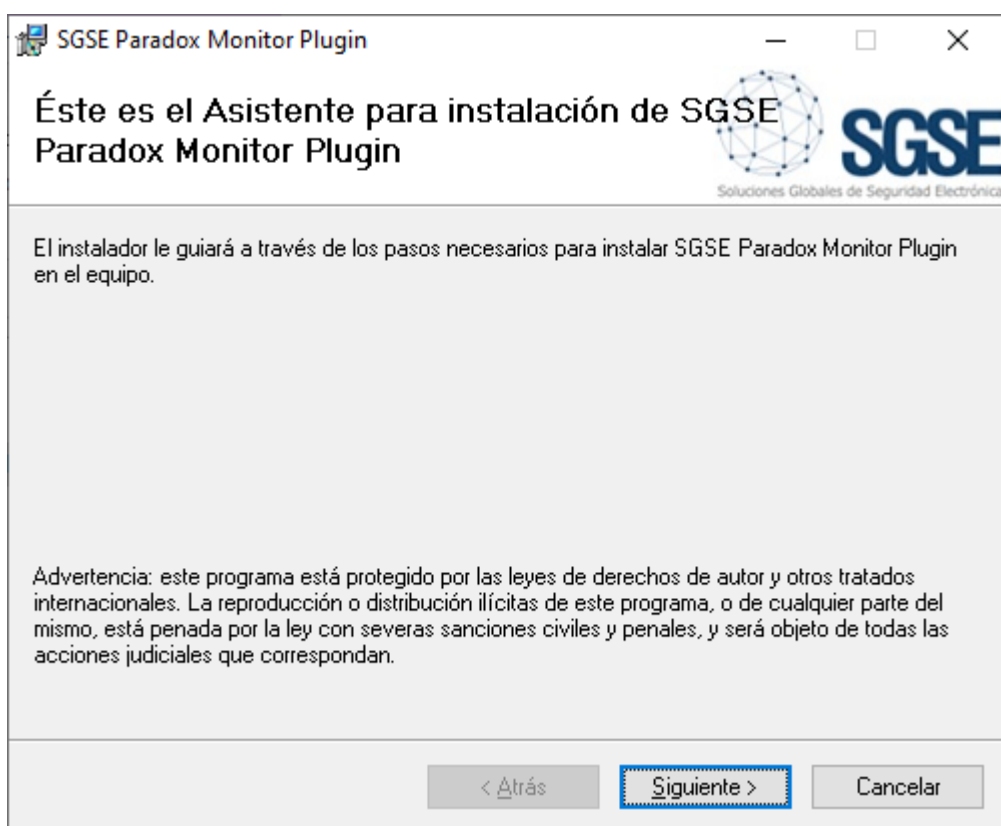 SGSE Paradox Monitor Plugin
Éste es el Asistente para instalación de SGSE
Paradox Monitor Plugin
SGSE
Soluciones Globales de Seguridad Electrónica
El instalador le guiará a través de los pasos necesarios para instalar SGSE Paradox Monitor Plugin
en el equipo.
Advertencia: este programa está protegido por las leyes de derechos de autor y otros tratados
internacionales. La reproducción o distribución ilícitas de este programa, o de cualquier parte del
mismo, está penada por la ley con severas sanciones civiles y penales, y será objeto de todas las
acciones judiciales que correspondan.
< Atrás
Siguiente >
Cancelar